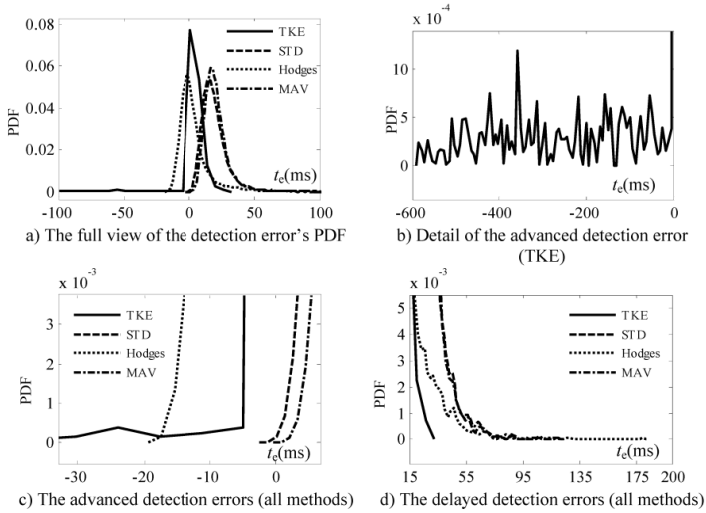 0.08
0.06
0.04
0.02
0
PDF
TKE
STD
Hodges
MAV
te(ms)
-100 -50 0 50 100
a) The full view of the detection error's PDF
x 10-4
10
5
0
PDF
te(ms)
-600 -400 -200 0
b) Detail of the advanced detection error
(TKE)
x 10-3
3
2
1
0
PDF
TKE
STD
Hodges
MAV
te(ms)
-30 -20 -10 0
c) The advanced detection errors (all methods)
x 10-3
5
4
3
2
1
0
PDF
TKE
STD
Hodges
MAV
te(ms)
15 55 95 135 175 200
d) The delayed detection errors (all methods)